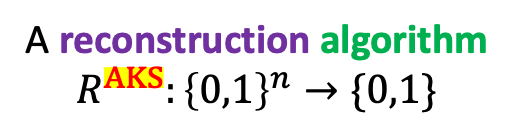 A reconstruction algorithm
R^AKS: {0,1}^n → {0,1}